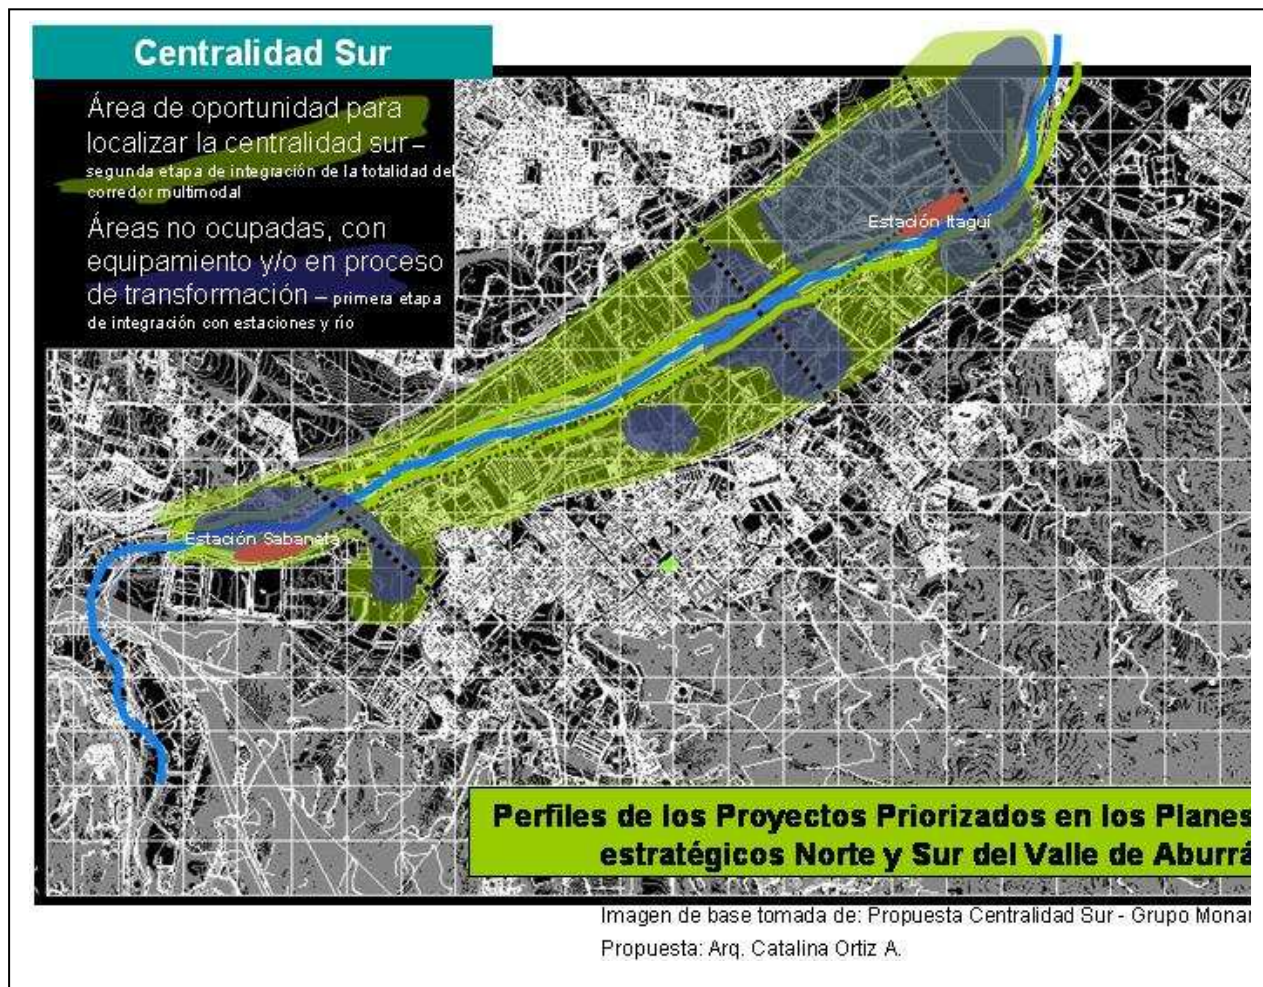 Centralidad Sur
Área de oportunidad para
localizar la centralidad sur –
segunda etapa de integración de la totalidad del
corredor multimodal
Áreas no ocupadas, con
equipamiento y/o en proceso
de transformación – primera etapa
de integración con estaciones y río
Estación Itaguí
Estación Sabaneta
Perfiles de los Proyectos Priorizados en los Planes
estratégicos Norte y Sur del Valle de Aburrá
Imagen de base tomada de: Propuesta Centralidad Sur - Grupo Monar
Propuesta: Arq. Catalina Ortiz A.